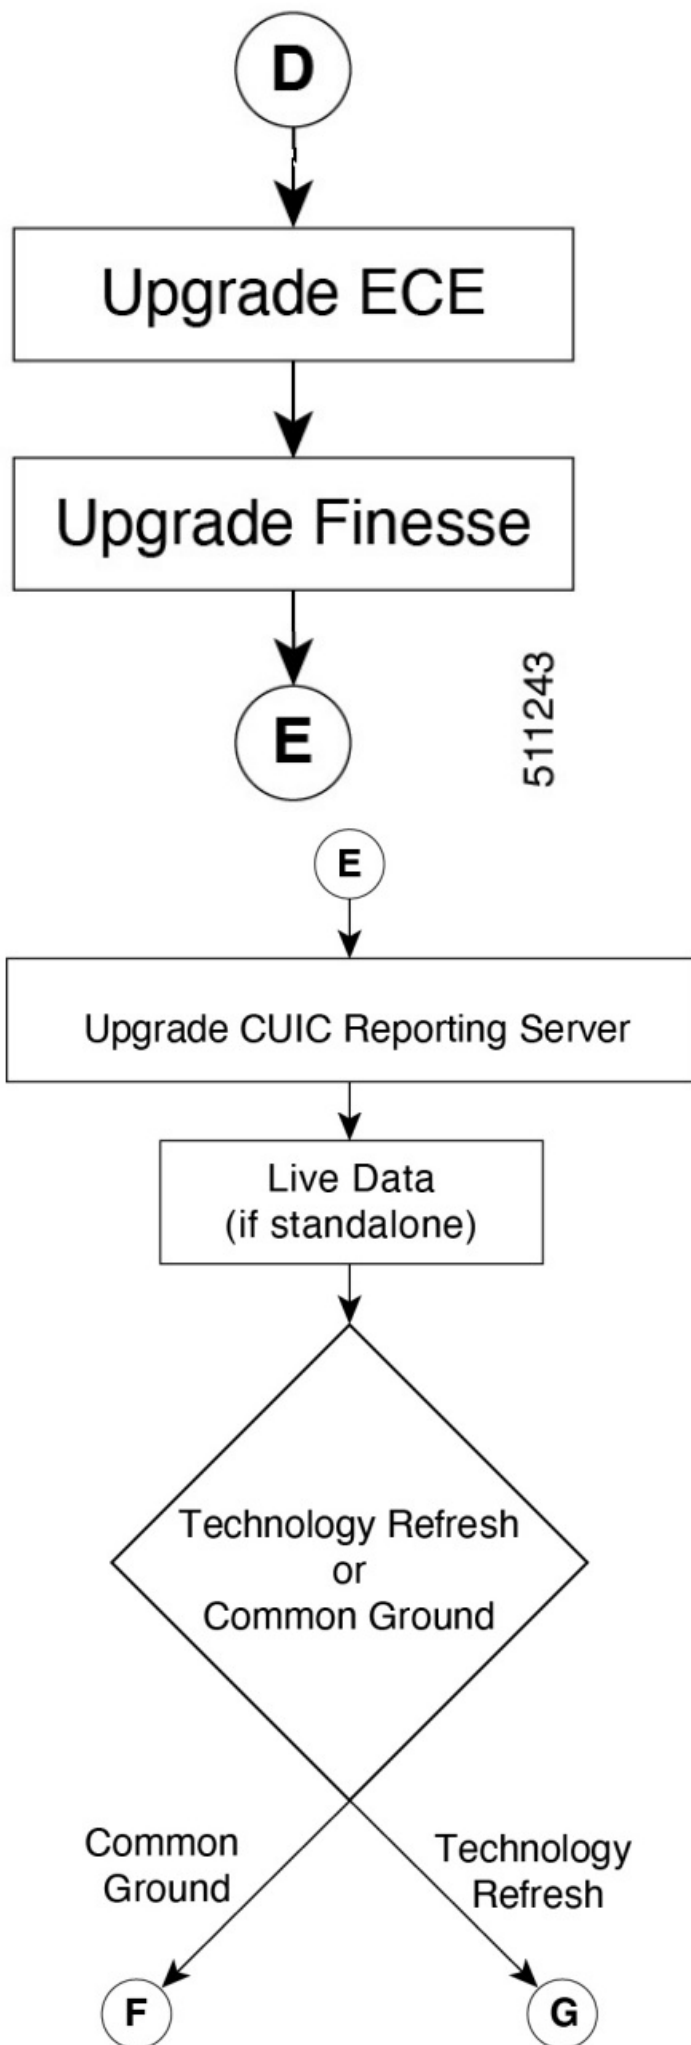 D
Upgrade ECE
Upgrade Finesse
E
511243
E
Upgrade CUIC Reporting Server
Live Data
(if standalone)
Technology Refresh
or
Common Ground
Common
Ground
Technology
Refresh
F
G